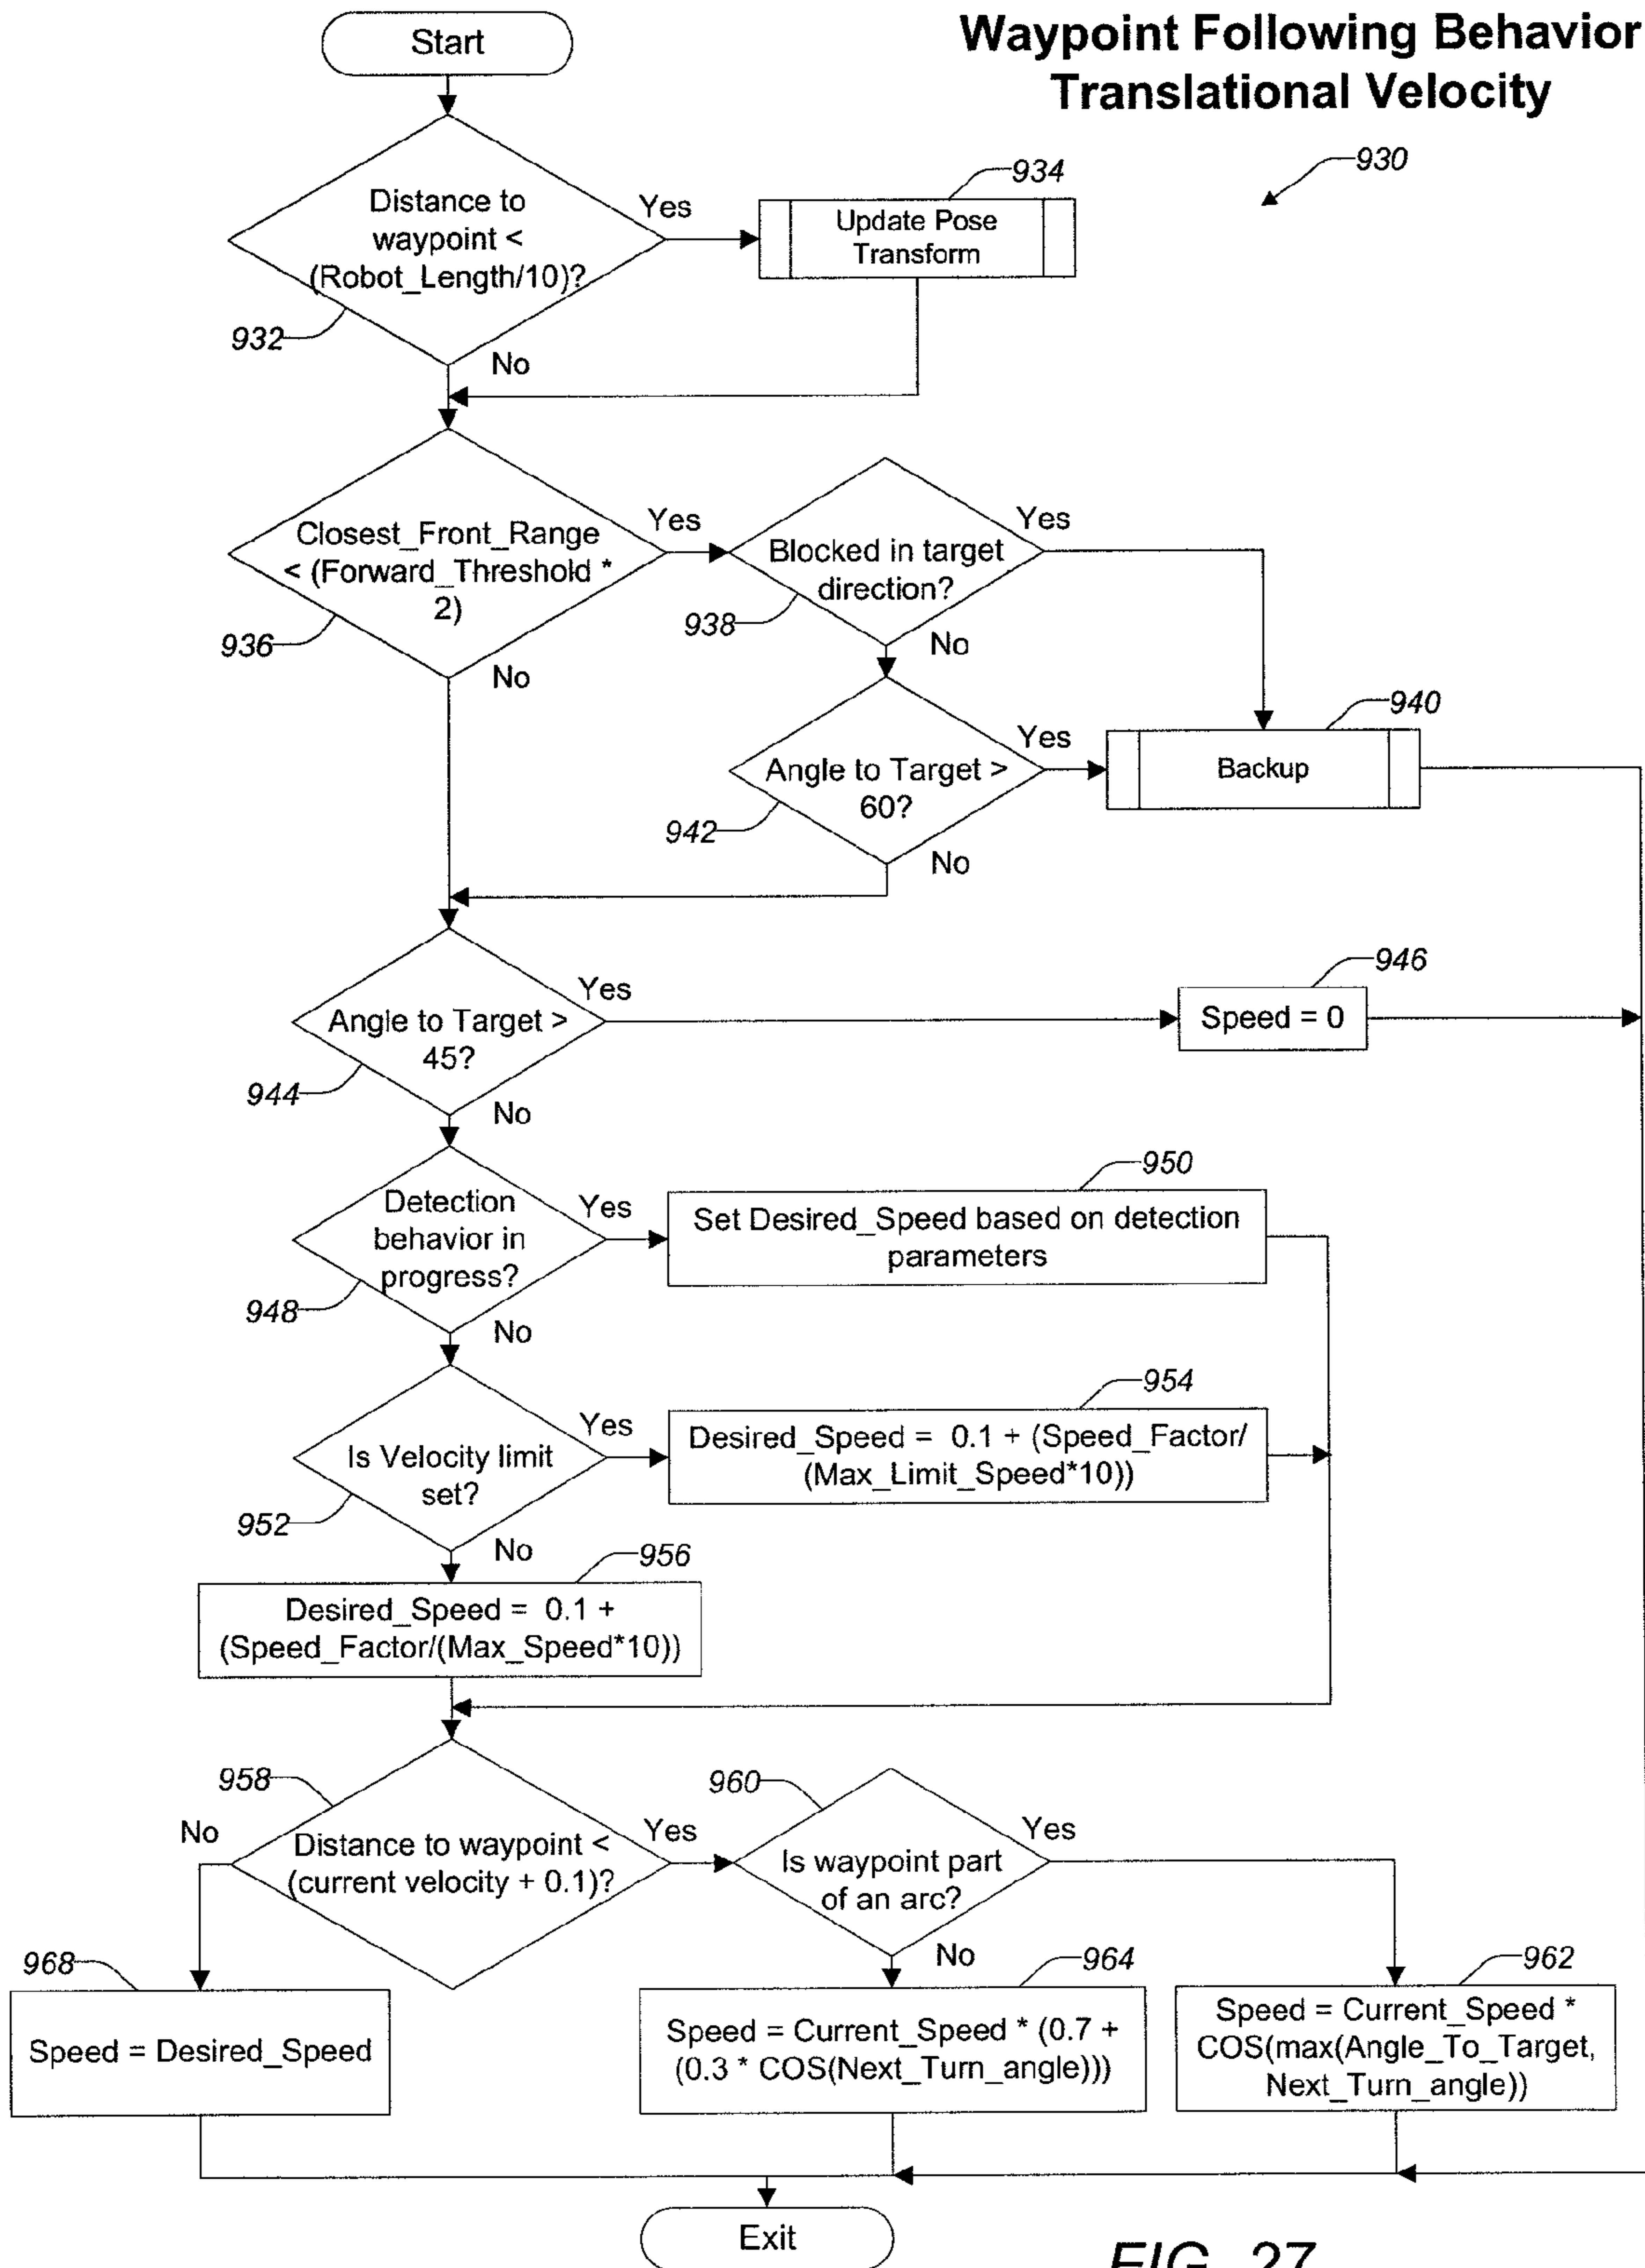 Waypoint Following Behavior
Translational Velocity
930
Start
Distance to
waypoint <
(Robot_Length/10)?
932
Yes
No
934
Update Pose
Transform
Closest_Front_Range
< (Forward_Threshold *
2)
936
Yes
No
Blocked in target
direction?
938
Yes
No
940
Backup
Angle to Target >
60?
942
Yes
No
Angle to Target >
45?
944
Yes
No
946
Speed = 0
Detection
behavior in
progress?
948
Yes
No
950
Set Desired_Speed based on detection
parameters
Is Velocity limit
set?
952
Yes
No
954
Desired_Speed = 0.1 + (Speed_Factor/
(Max_Limit_Speed*10))
956
Desired_Speed = 0.1 +
(Speed_Factor/(Max_Speed*10))
958
Distance to waypoint <
(current velocity + 0.1)?
No
Yes
960
Is waypoint part
of an arc?
Yes
No
968
Speed = Desired_Speed
964
Speed = Current_Speed * (0.7 +
(0.3 * COS(Next_Turn_angle)))
962
Speed = Current_Speed *
COS(max(Angle_To_Target,
Next_Turn_angle))
Exit
FIG. 27